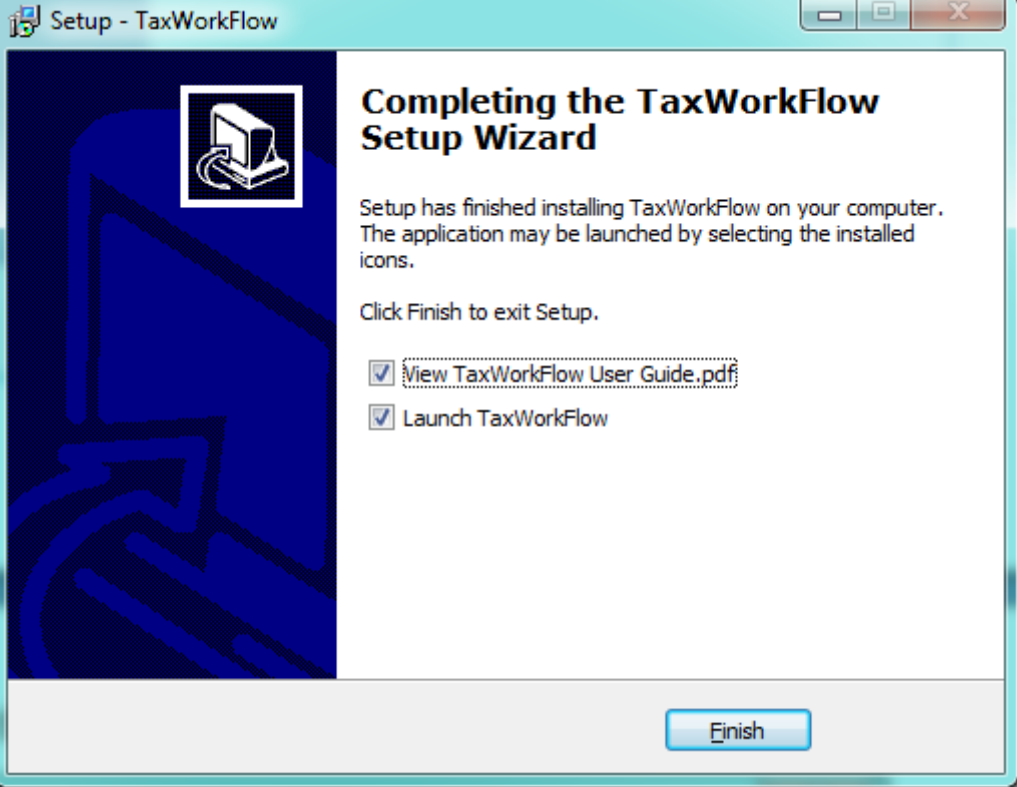 Setup - TaxWorkFlow
Completing the TaxWorkFlow
Setup Wizard
Setup has finished installing TaxWorkFlow on your computer.
The application may be launched by selecting the installed
icons.
Click Finish to exit Setup.
View TaxWorkFlow User Guide.pdf
Launch TaxWorkFlow
Finish